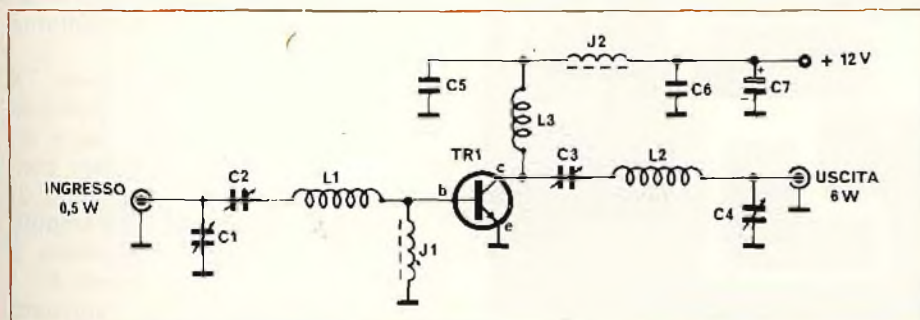 J2
+ 12 V
C5
C6
+
C7
-
L3
TR1
C2
L1
C3
L2
INGRESSO
0,5 W
b
c
e
USCITA
6 W
C1
J1
C4